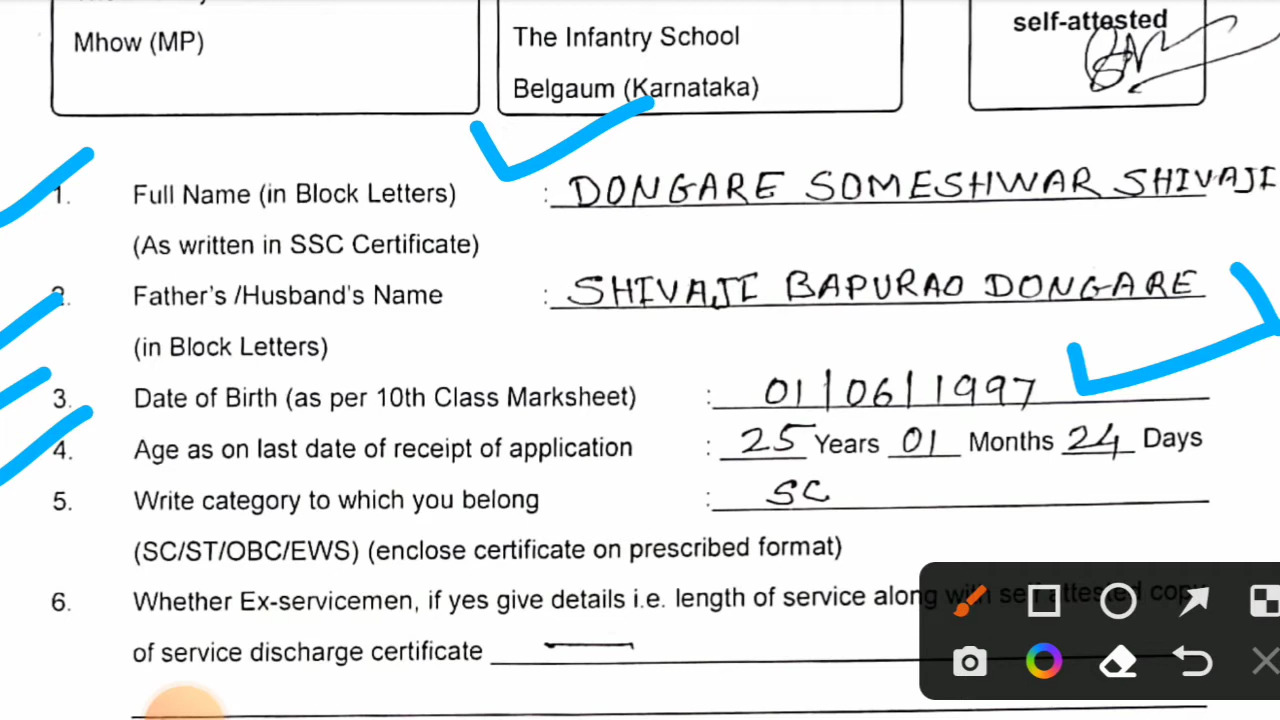 Mhow (MP)
The Infantry School
Belgaum (Karnataka)
self-attested
1. Full Name (in Block Letters) : DONGARE SOMESHWAR SHIVAJI
(As written in SSC Certificate)
2. Father's /Husband's Name : SHIVAJI BAPURAO DONGARE
(in Block Letters)
3. Date of Birth (as per 10th Class Marksheet) : 01/06/1997
4. Age as on last date of receipt of application : 25 Years 01 Months 24 Days
5. Write category to which you belong : SC
(SC/ST/OBC/EWS) (enclose certificate on prescribed format)
6. Whether Ex-servicemen, if yes give details i.e. length of service along with self attested copy
of service discharge certificate —